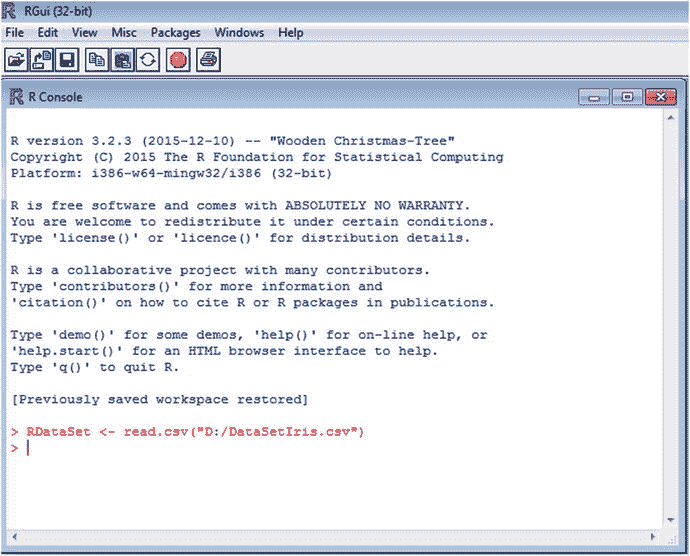 RGui (32-bit)
File Edit View Misc Packages Windows Help
R Console
R version 3.2.3 (2015-12-10) -- "Wooden Christmas-Tree"
Copyright (C) 2015 The R Foundation for Statistical Computing
Platform: i386-w64-mingw32/i386 (32-bit)
R is free software and comes with ABSOLUTELY NO WARRANTY.
You are welcome to redistribute it under certain conditions.
Type 'license()' or 'licence()' for distribution details.
R is a collaborative project with many contributors.
Type 'contributors()' for more information and
'citation()' on how to cite R or R packages in publications.
Type 'demo()' for some demos, 'help()' for on-line help, or
'help.start()' for an HTML browser interface to help.
Type 'q()' to quit R.
[Previously saved workspace restored]
> RDataSet <- read.csv("D:/DataSetIris.csv")
>